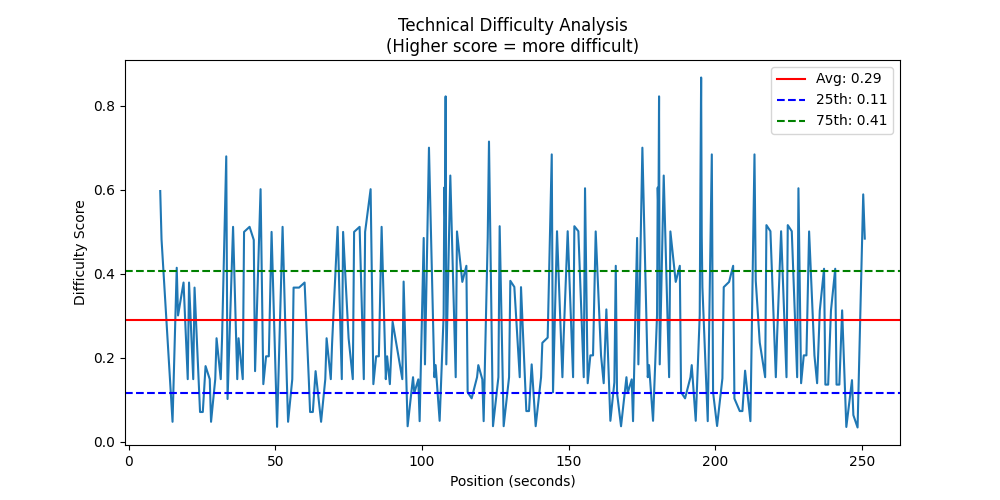 Technical Difficulty Analysis
(Higher score = more difficult)
Avg: 0.29
25th: 0.11
75th: 0.41
Difficulty Score
0.8
0.6
0.4
0.2
0.0
0 50 100 150 200 250
Position (seconds)